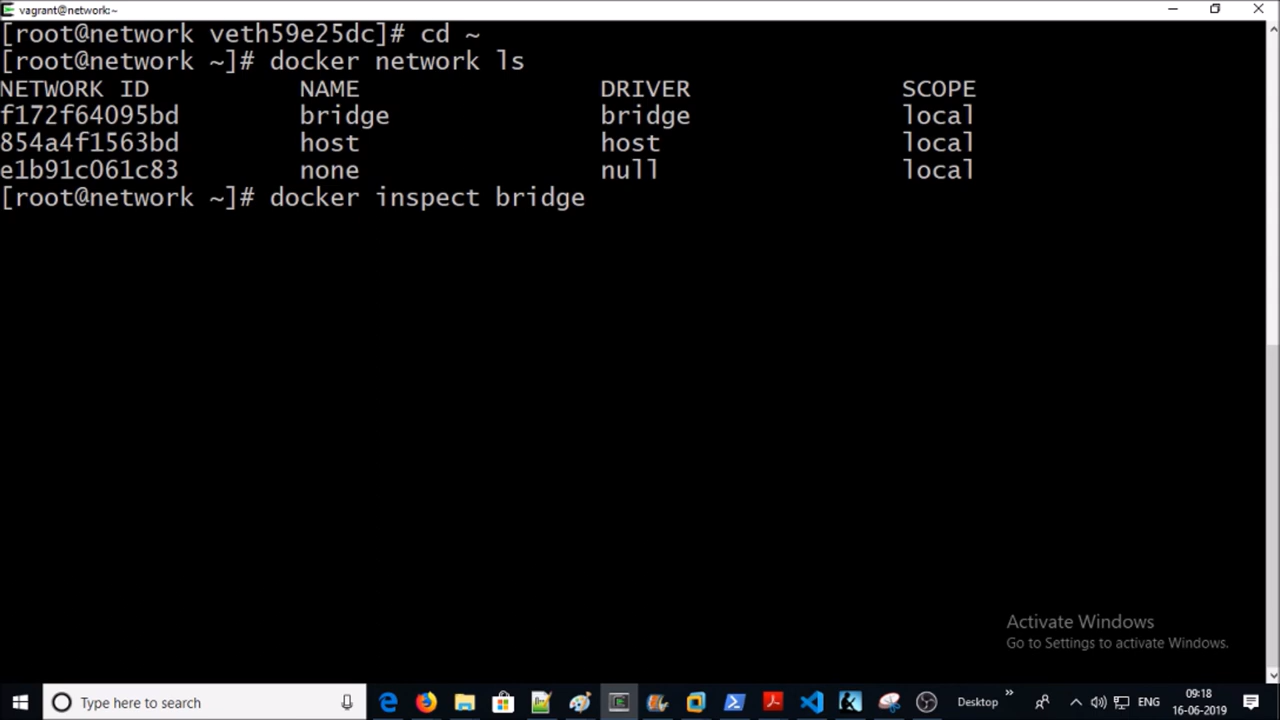 vagrant@network:~
[root@network veth59e25dc]# cd ~
[root@network ~]# docker network ls
NETWORK ID NAME DRIVER SCOPE
f172f64095bd bridge bridge local
854a4f1563bd host host local
e1b91c061c83 none null local
[root@network ~]# docker inspect bridge
Activate Windows
Go to Settings to activate Windows.
Type here to search
Desktop
ENG
09:18
16-06-2019